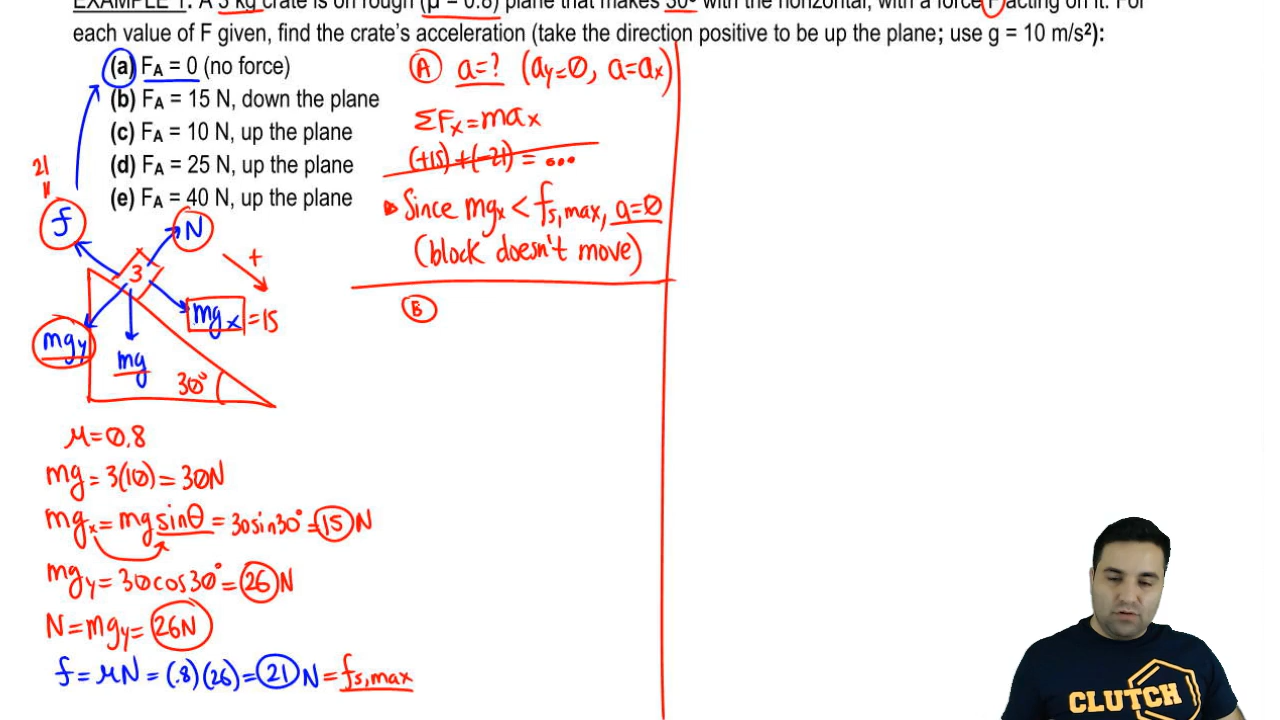 EXAMPLE 1: A 3 kg crate is on rough (μ = 0.8) plane that makes 30° with the horizontal, with a force F acting on it. For
each value of F given, find the crate's acceleration (take the direction positive to be up the plane; use g = 10 m/s²):
(a) FA = 0 (no force)
(b) FA = 15 N, down the plane
(c) FA = 10 N, up the plane
(d) FA = 25 N, up the plane
(e) FA = 40 N, up the plane
21
f
N
+
3
mgx = 15
mgy
mg
30°
μ = 0.8
mg = 3(10) = 30N
mgx = mg sinθ = 30 sin30° = 15 N
mgy = 30 cos30° = 26 N
N = mgy = 26N
f = μN = (.8)(26) = 21 N = fs,max
A a=? (ay=0, a=ax)
ΣFx = max
(+15) + (-21) = ...
Since mgx < fs,max, a=0
(block doesn't move)
B
CLUTCH